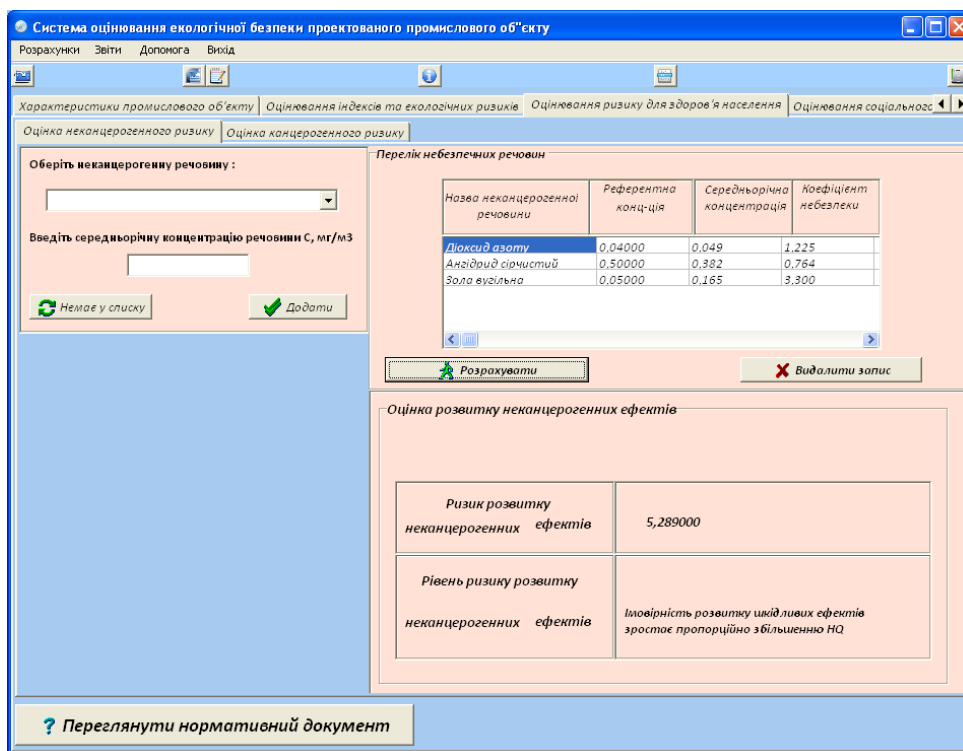 Система оцінювання екологічної безпеки проектованого промислового об"єкту
Розрахунки Звіти Допомога Вихід
Характеристики промислового об'єкту Оцінювання індексів та екологічних ризиків Оцінювання ризику для здоров'я населення Оцінювання соціального
Оцінка неканцерогенного ризику Оцінка канцерогенного ризику
Оберіть неканцерогенну речовину :
Введіть середньорічну концентрацію речовини С, мг/м3
Немає у списку Додати
Перелік небезпечних речовин
Назва неканцерогенної речовини Референтна конц-ція Середньорічна концентрація Коефіцієнт небезпеки
Діоксид азоту 0,04000 0,049 1,225
Ангідрид сірчистий 0,50000 0,382 0,764
Зола вугільна 0,05000 0,165 3,300
Розрахувати Видалити запис
Оцінка розвитку неканцерогенних ефектів
Ризик розвитку
неканцерогенних ефектів 5,289000
Рівень ризику розвитку
неканцерогенних ефектів
Імовірність розвитку шкідливих ефектів
зростає пропорційно збільшенню HQ
? Переглянути нормативний документ